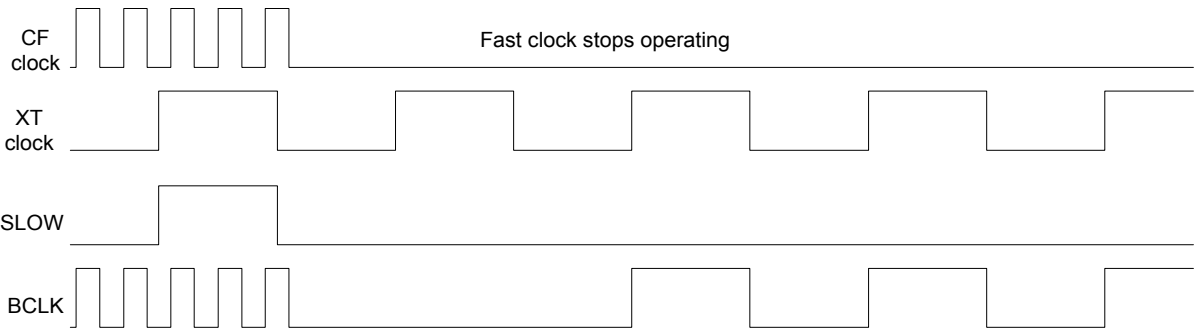 CF
clock
Fast clock stops operating
XT
clock
SLOW
BCLK